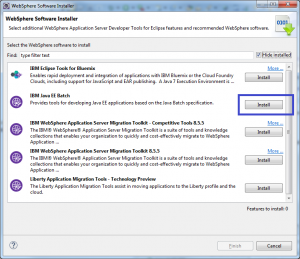 WebSphere Software Installer
WebSphere Software Installer
Select additional WebSphere Application Server Developer Tools for Eclipse features and recommended WebSphere software.
Select the WebSphere software to install
Find: type filter text
Hide installed
IBM Eclipse Tools for Bluemix
More...
Enables rapid deployment and integration of applications with IBM Bluemix or the Cloud Foundry
Clouds; including support for JavaScript and EAR publishing. A Java 7 Execution Environment is ...
Install
IBM Java EE Batch
Provides tools for developing Java EE applications based on the Java Batch specification.
Install
IBM WebSphere Application Server Migration Toolkit - Competitive Tools 8.5.5
More...
The IBM® WebSphere® Application Server Migration Toolkit is a suite of tools and knowledge
collections that enables your organization to quickly and cost-effectively migrate to WebSphere ...
Install
IBM WebSphere Application Server Migration Toolkit 8.5.5
More...
The IBM® WebSphere® Application Server Migration Toolkit is a suite of tools and knowledge
collections that enables your organization to quickly and cost-effectively migrate to WebSphere ...
Install
Liberty Application Migration Tools - Technology Preview
The Liberty Application Migration Tools assist in moving applications to the Liberty profile and the
cloud.
Install
Features to install: 0
Finish
Cancel